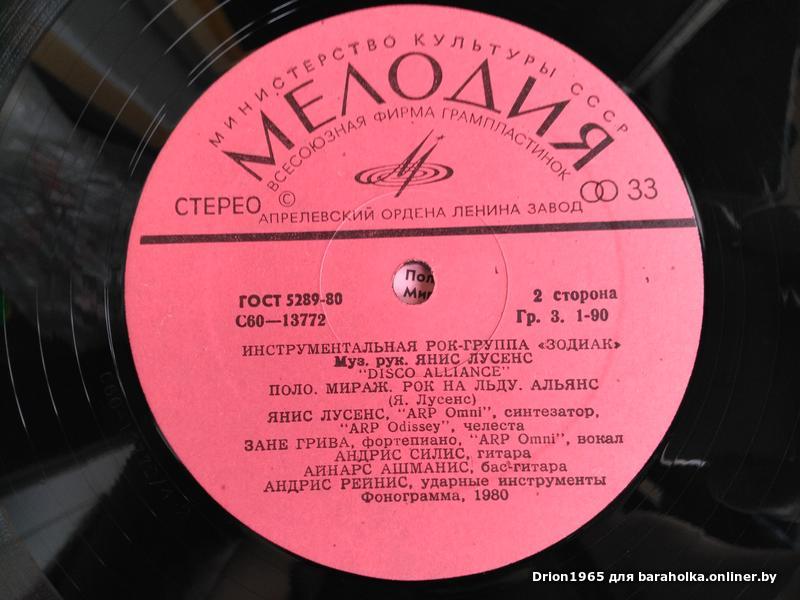 МИНИСТЕРСТВО КУЛЬТУРЫ СССР
МЕЛОДИЯ
ВСЕСОЮЗНАЯ ФИРМА ГРАМПЛАСТИНОК
СТЕРЕО © 33
АПРЕЛЕВСКИЙ ОРДЕНА ЛЕНИНА ЗАВОД
Пол
Мир
ГОСТ 5289-80 2 сторона
С60—13772 Гр. 3. 1-90
ИНСТРУМЕНТАЛЬНАЯ РОК-ГРУППА «ЗОДИАК»
Муз. рук. ЯНИС ЛУСЕНС
"DISCO ALLIANCE"
ПОЛО. МИРАЖ. РОК НА ЛЬДУ. АЛЬЯНС
(Я. Лусенс)
ЯНИС ЛУСЕНС, "ARP Omni", синтезатор,
"ARP Odissey", челеста
ЗАНЕ ГРИВА, фортепиано, "ARP Omni", вокал
АНДРИС СИЛИС, гитара
АЙНАРС АШМАНИС, бас-гитара
АНДРИС РЕЙНИС, ударные инструменты
Фонограмма, 1980
Drion1965 для baraholka.onliner.by